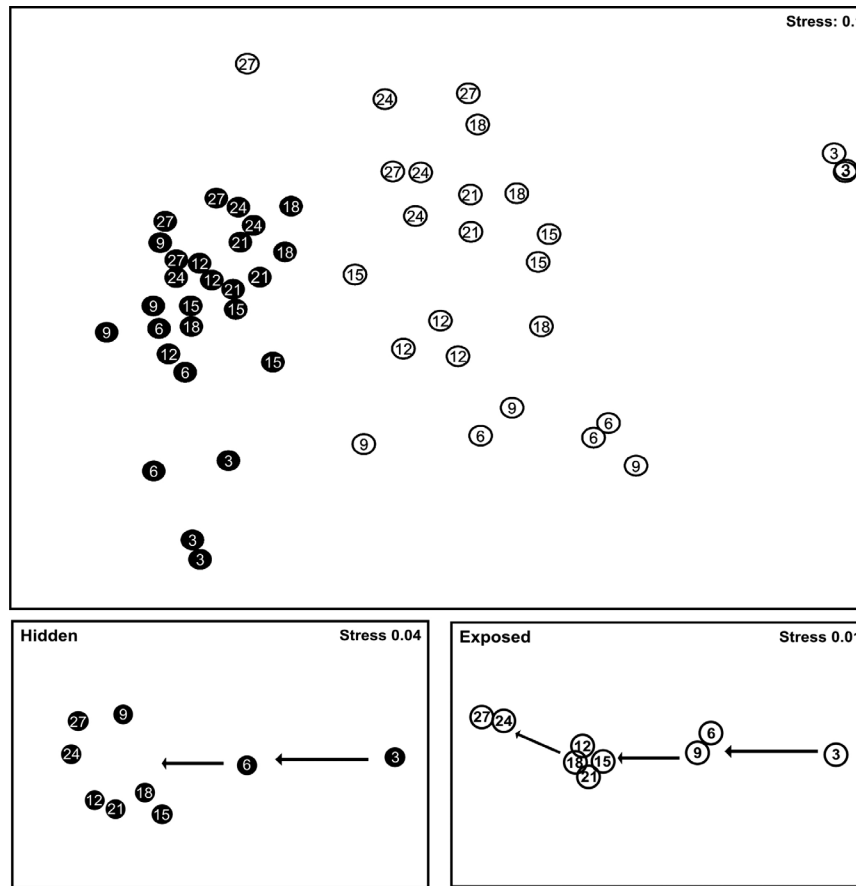 Stress: 0.1
27
24 27
18
3
3
27 24
27 24 18 21 18
27 24 24
9 21 21 15
27 12 18 15
24 12 21 21 15
9 15 15
9 6 18 12 18
12 12 12
6 15
9
6 6 6
9 9
6 3
3
3
Hidden Stress 0.04
27 9
24
6 3
12 21 18 15
Exposed Stress 0.01
27 24
6
12 9 3
18 15
21